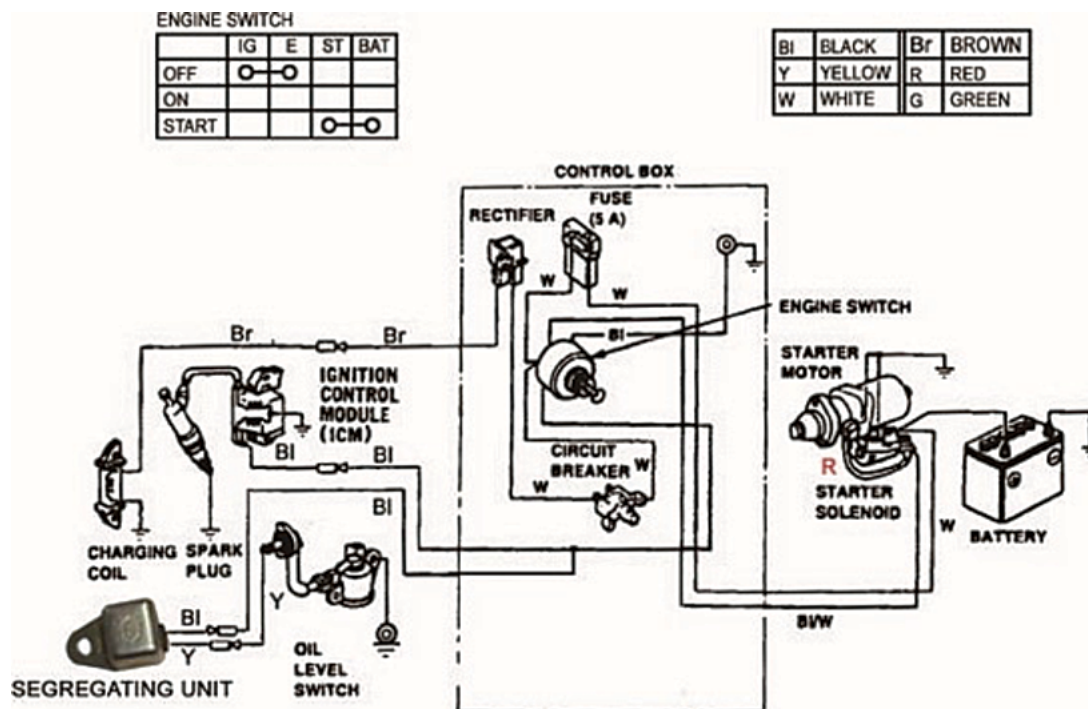 ENGINE SWITCH
IG E ST BAT
OFF
ON
START
Bl BLACK Br BROWN
Y YELLOW R RED
W WHITE G GREEN
CONTROL BOX
RECTIFIER
FUSE
(5 A)
W
W
ENGINE SWITCH
Bl
Br
Br
STARTER
MOTOR
IGNITION
CONTROL
MODULE
(ICM)
Bl
Bl
CIRCUIT
BREAKER
W
W
R
STARTER
SOLENOID
W
BATTERY
Bl
CHARGING
COIL
SPARK
PLUG
Y
Bl
Y
Bl/W
OIL
LEVEL
SWITCH
SEGREGATING UNIT